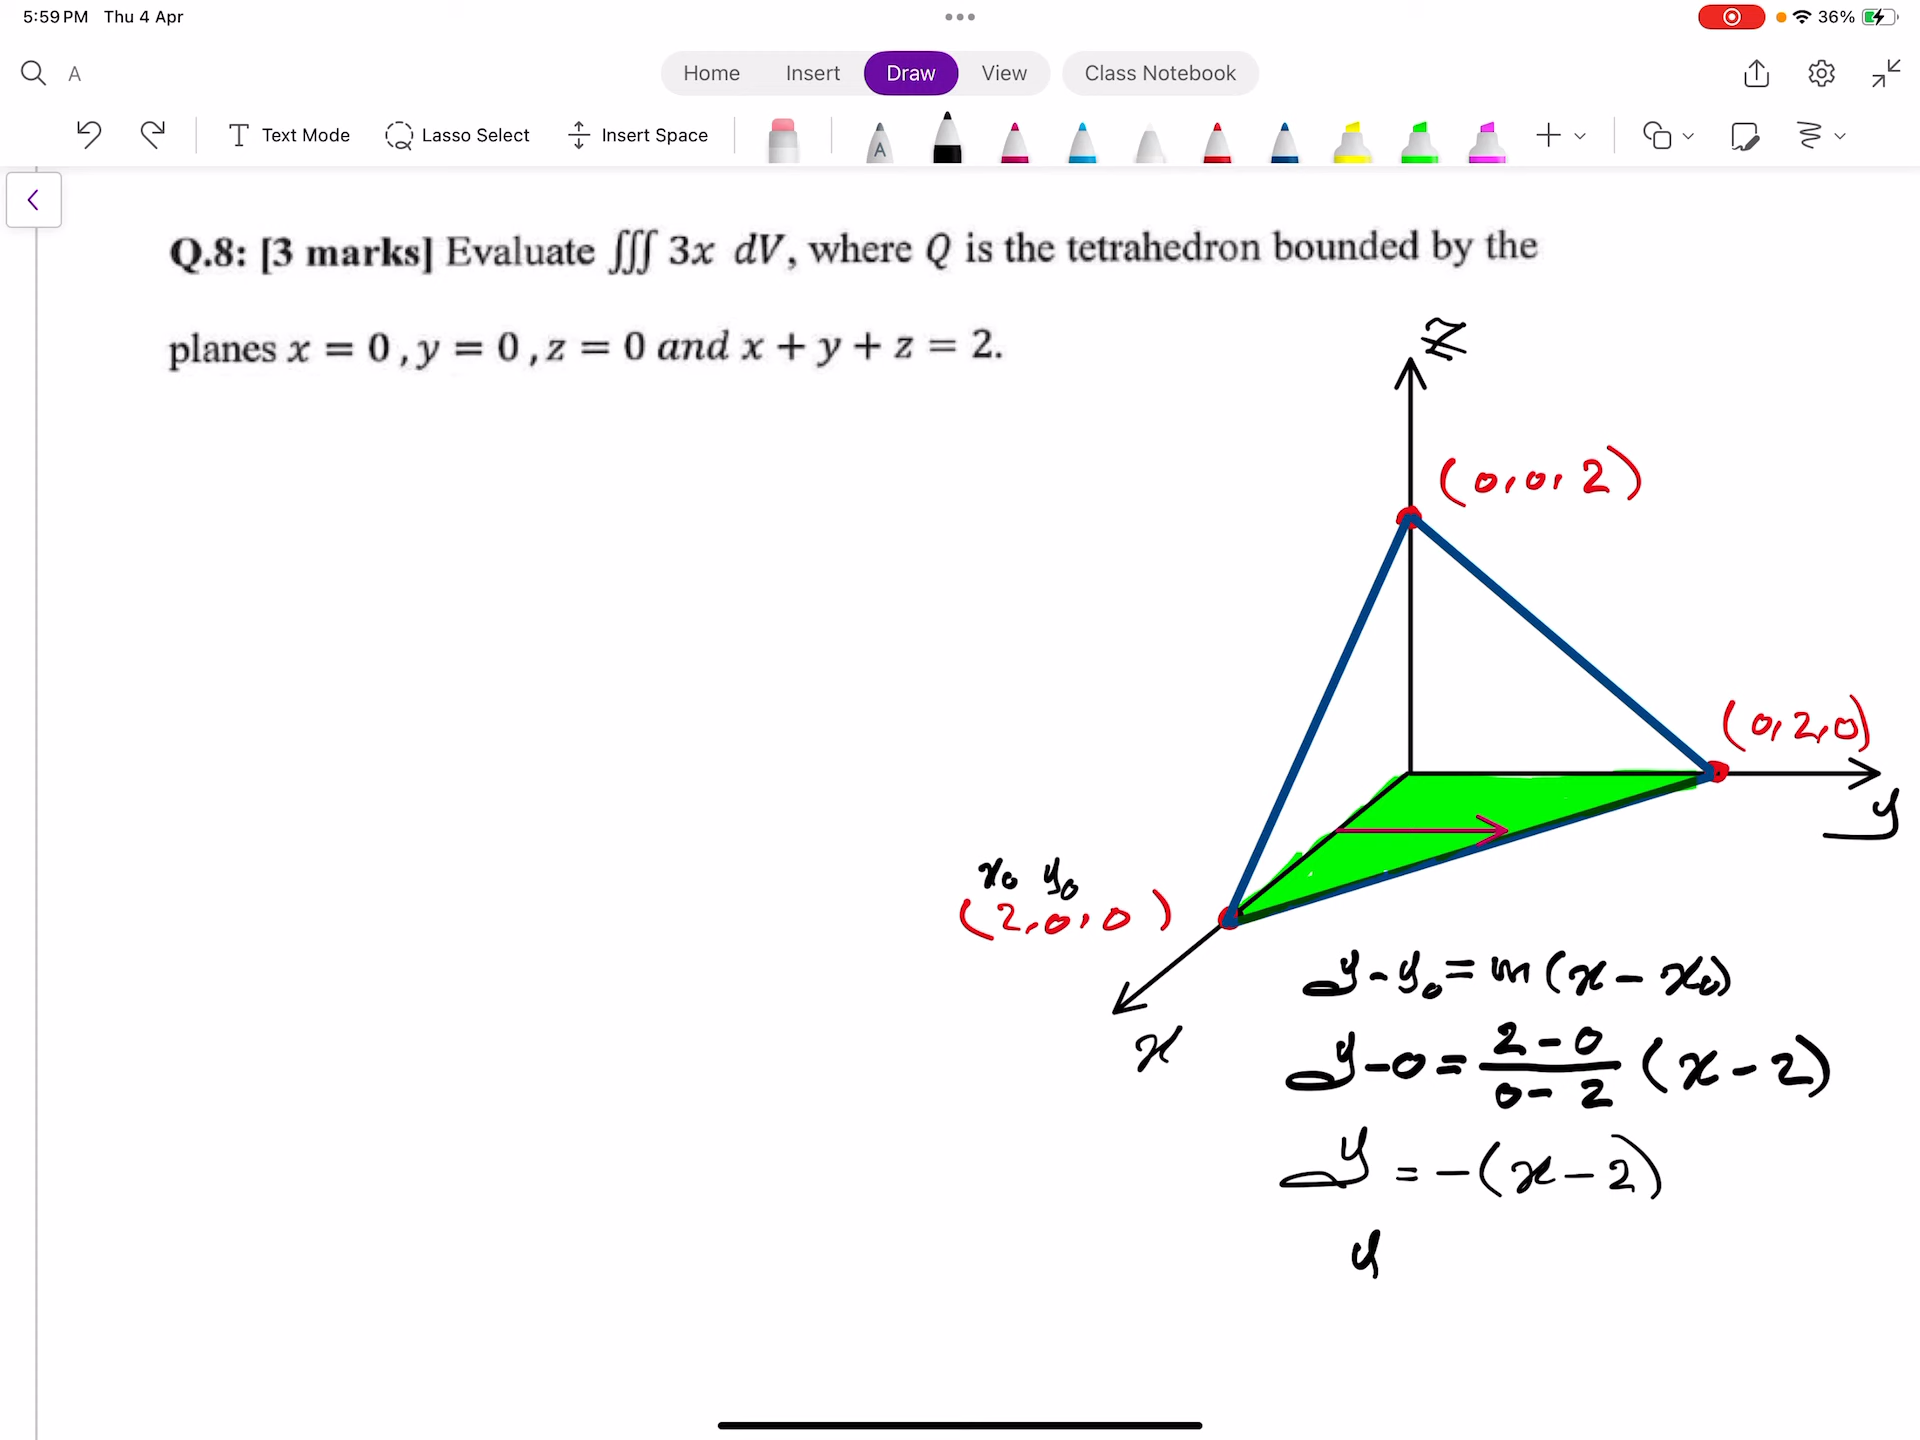 5:59 PM Thu 4 Apr
36%
A
Home Insert Draw View Class Notebook
Text Mode Lasso Select Insert Space
A
Q.8: [3 marks] Evaluate ∭ 3x dV, where Q is the tetrahedron bounded by the
planes x = 0, y = 0, z = 0 and x + y + z = 2.
z
(0,0,2)
(0,2,0)
y
x₀ y₀
(2,0,0)
x
y - y₀ = m (x - x₀)
y - 0 = (2 - 0)/(0 - 2) (x - 2)
y = -(x - 2)
y